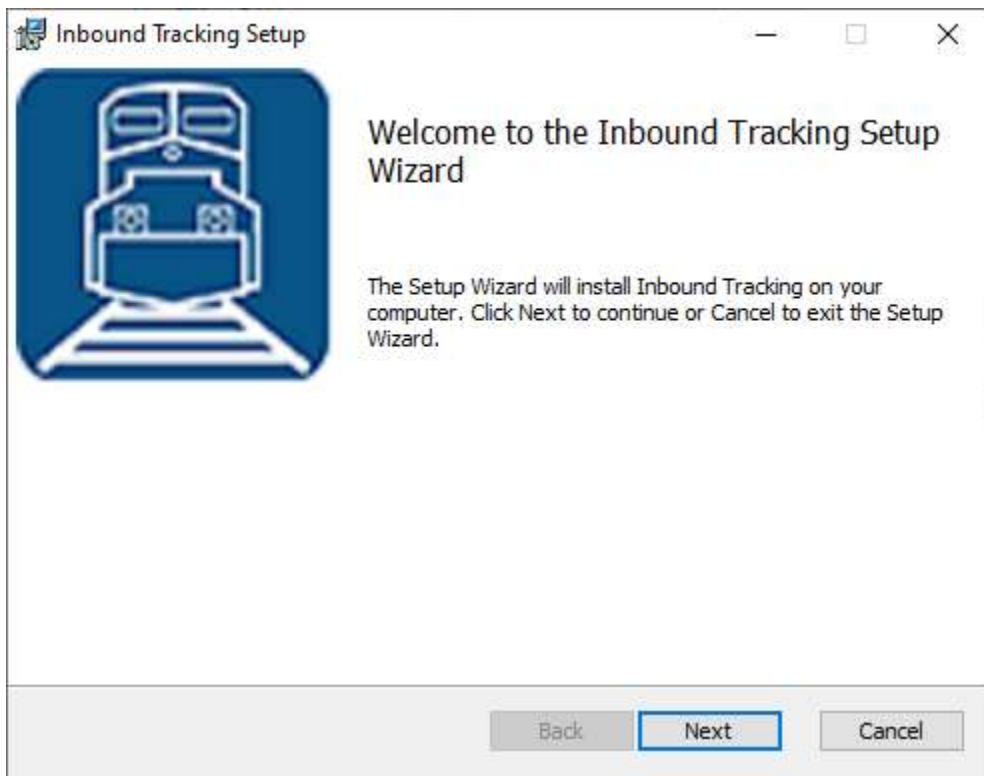 Inbound Tracking Setup
Welcome to the Inbound Tracking Setup
Wizard
The Setup Wizard will install Inbound Tracking on your
computer. Click Next to continue or Cancel to exit the Setup
Wizard.
Back
Next
Cancel